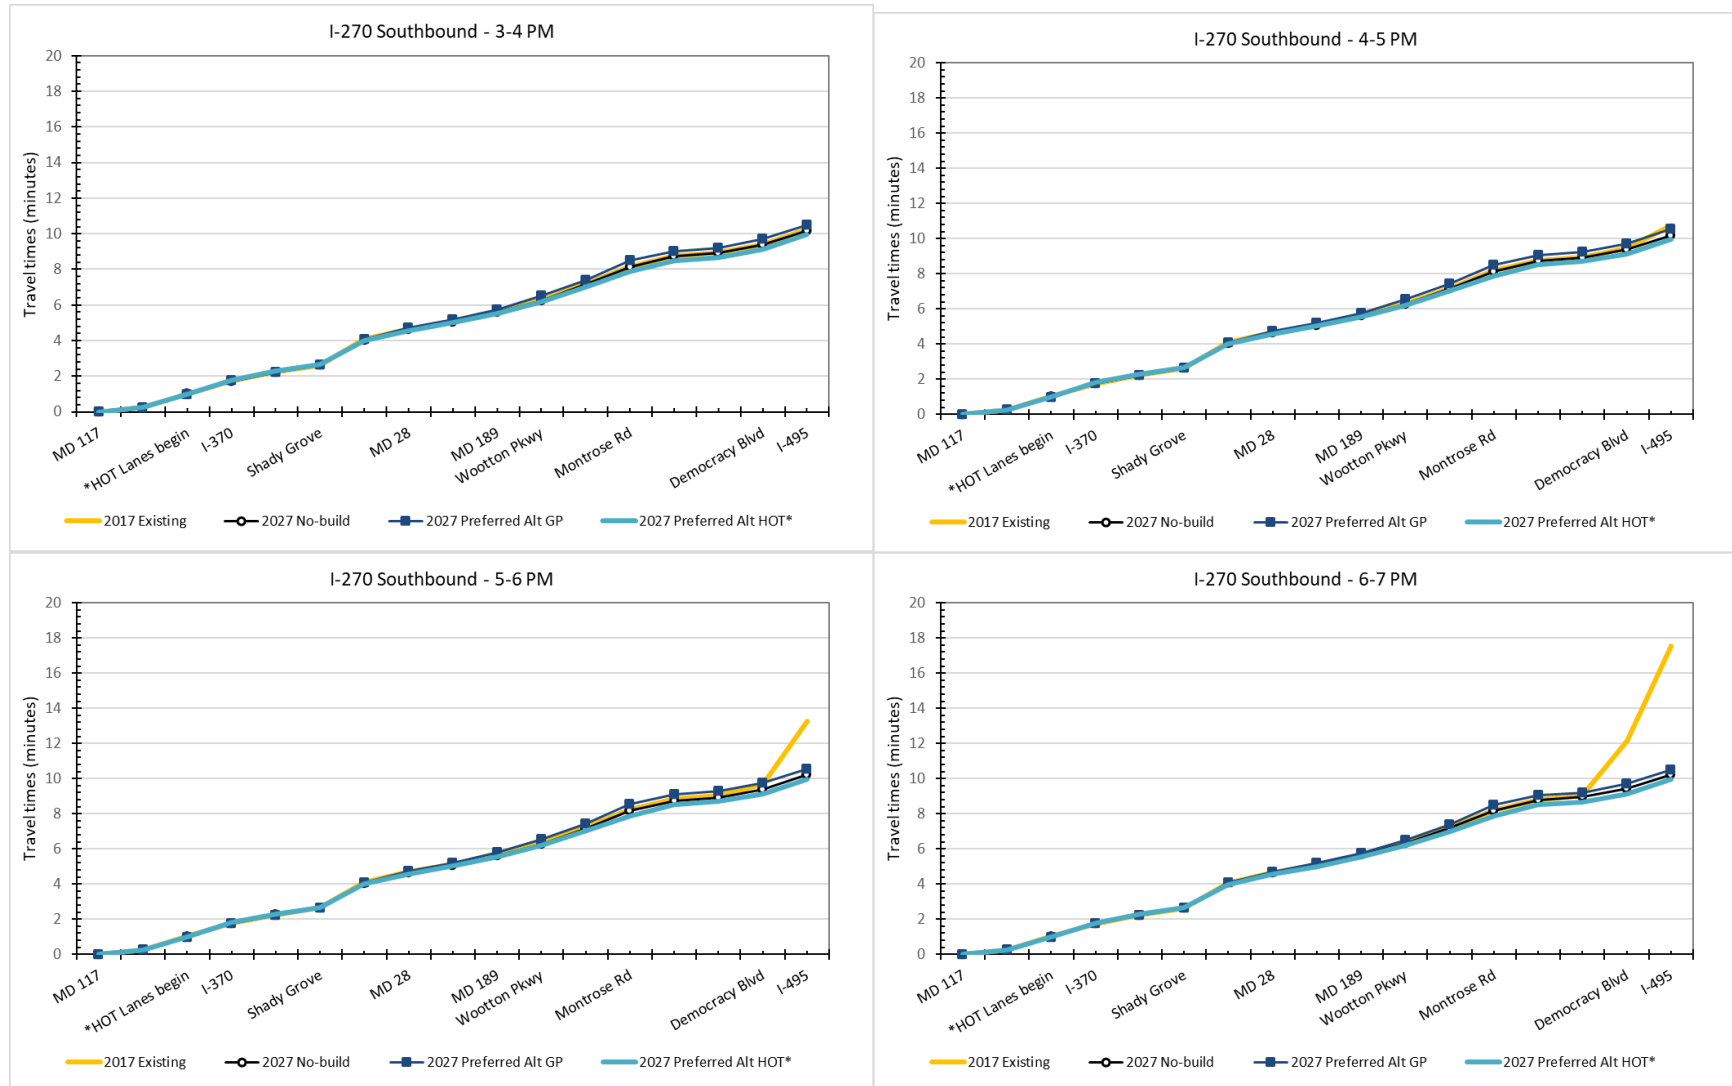 I-270 Southbound - 3-4 PM
Travel times (minutes)
20
18
16
14
12
10
8
6
4
2
0
MD 117
*HOT Lanes begin
I-370
Shady Grove
MD 28
MD 189
Wootton Pkwy
Montrose Rd
Democracy Blvd
I-495
2017 Existing 2027 No-build 2027 Preferred Alt GP 2027 Preferred Alt HOT*
I-270 Southbound - 4-5 PM
Travel times (minutes)
20
18
16
14
12
10
8
6
4
2
0
MD 117
*HOT Lanes begin
I-370
Shady Grove
MD 28
MD 189
Wootton Pkwy
Montrose Rd
Democracy Blvd
I-495
2017 Existing 2027 No-build 2027 Preferred Alt GP 2027 Preferred Alt HOT*
I-270 Southbound - 5-6 PM
Travel times (minutes)
20
18
16
14
12
10
8
6
4
2
0
MD 117
*HOT Lanes begin
I-370
Shady Grove
MD 28
MD 189
Wootton Pkwy
Montrose Rd
Democracy Blvd
I-495
2017 Existing 2027 No-build 2027 Preferred Alt GP 2027 Preferred Alt HOT*
I-270 Southbound - 6-7 PM
Travel times (minutes)
20
18
16
14
12
10
8
6
4
2
0
MD 117
*HOT Lanes begin
I-370
Shady Grove
MD 28
MD 189
Wootton Pkwy
Montrose Rd
Democracy Blvd
I-495
2017 Existing 2027 No-build 2027 Preferred Alt GP 2027 Preferred Alt HOT*